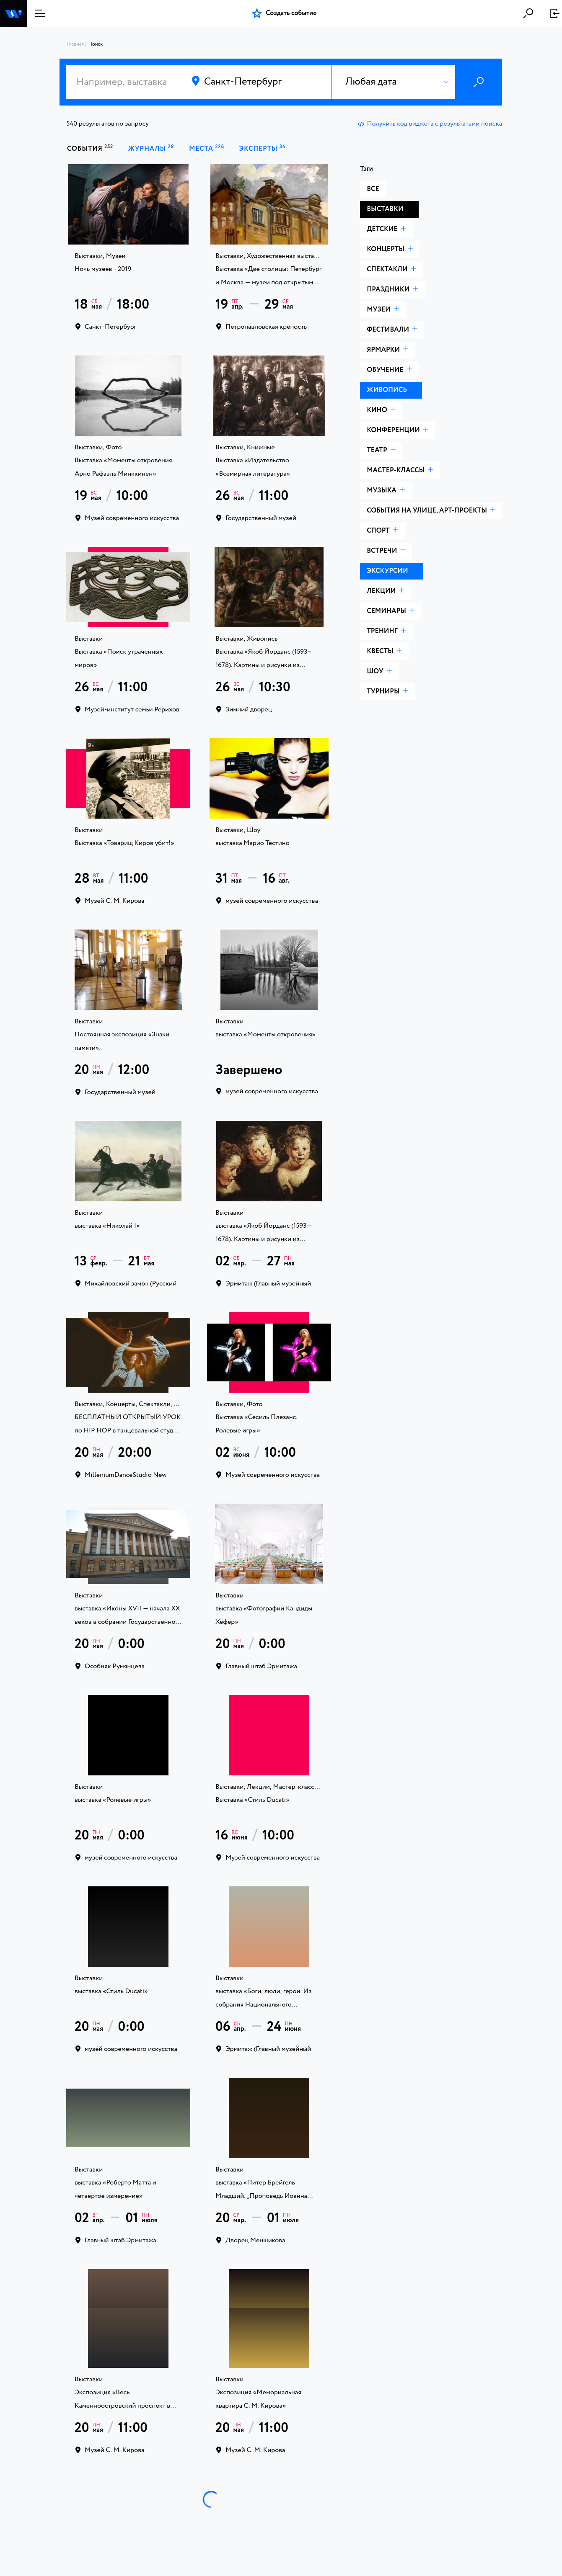 Создать событие
Главная / Поиск
Например, выставка
Санкт-Петербург
Любая дата
540 результатов по запросу
Получить код виджета с результатами поиска
СОБЫТИЯ 252
ЖУРНАЛЫ 28
МЕСТА 226
ЭКСПЕРТЫ 34
Выставки, Музеи
Ночь музеев - 2019
18 СБ мая / 18:00
Санкт-Петербург
Выставки, Художественная выста...
Выставка «Две столицы: Петербург
и Москва — музеи под открытым...
19 ПТ апр. — 29 СР мая
Петропавловская крепость
Выставки, Фото
Выставка «Моменты откровения.
Арно Рафаэль Минккинен»
19 ВС мая / 10:00
Музей современного искусства
Выставки, Книжные
Выставка «Издательство
«Всемирная литература»
26 ВС мая / 11:00
Государственный музей
Выставки
Выставка «Поиск утраченных
миров»
26 ВС мая / 11:00
Музей-институт семьи Рерихов
Выставки, Живопись
Выставка «Якоб Йорданс (1593–
1678). Картины и рисунки из...
26 ВС мая / 10:30
Зимний дворец
Выставки
Выставка «Товарищ Киров убит!»
28 ВТ мая / 11:00
Музей С. М. Кирова
Выставки, Шоу
выставка Марио Тестино
31 ПТ мая — 16 ПТ авг.
музей современного искусства
Выставки
Постоянная экспозиция «Знаки
памяти».
20 ПН мая / 12:00
Государственный музей
Выставки
выставка «Моменты откровения»
Завершено
музей современного искусства
Выставки
выставка «Николай I»
13 СР февр. — 21 ВТ мая
Михайловский замок (Русский
Выставки
выставка «Якоб Йорданс (1593—
1678). Картины и рисунки из...
02 СБ мар. — 27 ПН мая
Эрмитаж (Главный музейный
Выставки, Концерты, Спектакли, ...
БЕСПЛАТНЫЙ ОТКРЫТЫЙ УРОК
по HIP HOP в танцевальной студ...
20 ПН мая / 20:00
MilleniumDanceStudio New
Выставки, Фото
Выставка «Сесиль Плезанс.
Ролевые игры»
02 ВС июня / 10:00
Музей современного искусства
Выставки
выставка «Иконы XVII — начала XX
веков в собрании Государственно...
20 ПН мая / 0:00
Особняк Румянцева
Выставки
выставка «Фотографии Кандиды
Хёфер»
20 ПН мая / 0:00
Главный штаб Эрмитажа
Выставки
выставка «Ролевые игры»
20 ПН мая / 0:00
музей современного искусства
Выставки, Лекции, Мастер-класс...
Выставка «Стиль Ducati»
16 ВС июня / 10:00
Музей современного искусства
Выставки
выставка «Стиль Ducati»
20 ПН мая / 0:00
музей современного искусства
Выставки
выставка «Боги, люди, герои. Из
собрания Национального...
06 СБ апр. — 24 ПН июня
Эрмитаж (Главный музейный
Выставки
выставка «Роберто Матта и
четвёртое измерение»
02 ВТ апр. — 01 ПН июля
Главный штаб Эрмитажа
Выставки
выставка «Питер Брейгель
Младший. „Проповедь Иоанна...
20 СР мар. — 01 ПН июля
Дворец Меншикова
Выставки
Экспозиция «Весь
Каменноостровский проспект в...
20 ПН мая / 11:00
Музей С. М. Кирова
Выставки
Экспозиция «Мемориальная
квартира С. М. Кирова»
20 ПН мая / 11:00
Музей С. М. Кирова
Тэги
ВСЕ
ВЫСТАВКИ
ДЕТСКИЕ +
КОНЦЕРТЫ +
СПЕКТАКЛИ +
ПРАЗДНИКИ +
МУЗЕИ +
ФЕСТИВАЛИ +
ЯРМАРКИ +
ОБУЧЕНИЕ +
ЖИВОПИСЬ
КИНО +
КОНФЕРЕНЦИИ +
ТЕАТР +
МАСТЕР-КЛАССЫ +
МУЗЫКА +
СОБЫТИЯ НА УЛИЦЕ, АРТ-ПРОЕКТЫ +
СПОРТ +
ВСТРЕЧИ +
ЭКСКУРСИИ
ЛЕКЦИИ +
СЕМИНАРЫ +
ТРЕНИНГ +
КВЕСТЫ +
ШОУ +
ТУРНИРЫ +